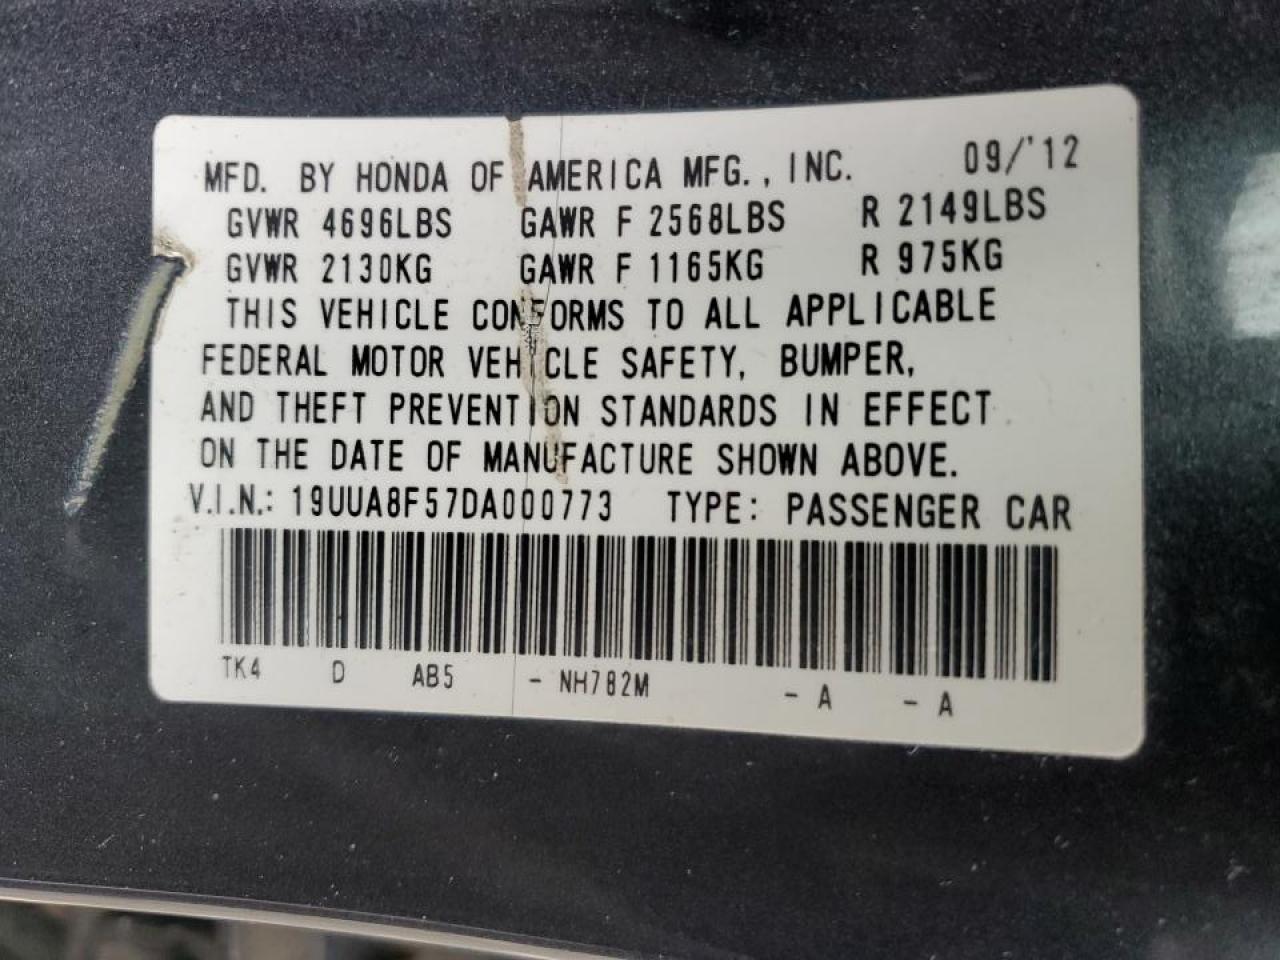 MFD. BY HONDA OF AMERICA MFG., INC. 09/'12
GVWR 4696LBS GAWR F 2568LBS R 2149LBS
GVWR 2130KG GAWR F 1165KG R 975KG
THIS VEHICLE CONFORMS TO ALL APPLICABLE
FEDERAL MOTOR VEHICLE SAFETY, BUMPER,
AND THEFT PREVENTION STANDARDS IN EFFECT
ON THE DATE OF MANUFACTURE SHOWN ABOVE.
V.I.N.: 19UUA8F57DA000773 TYPE: PASSENGER CAR
TK4 D AB5 - NH782M - A - A